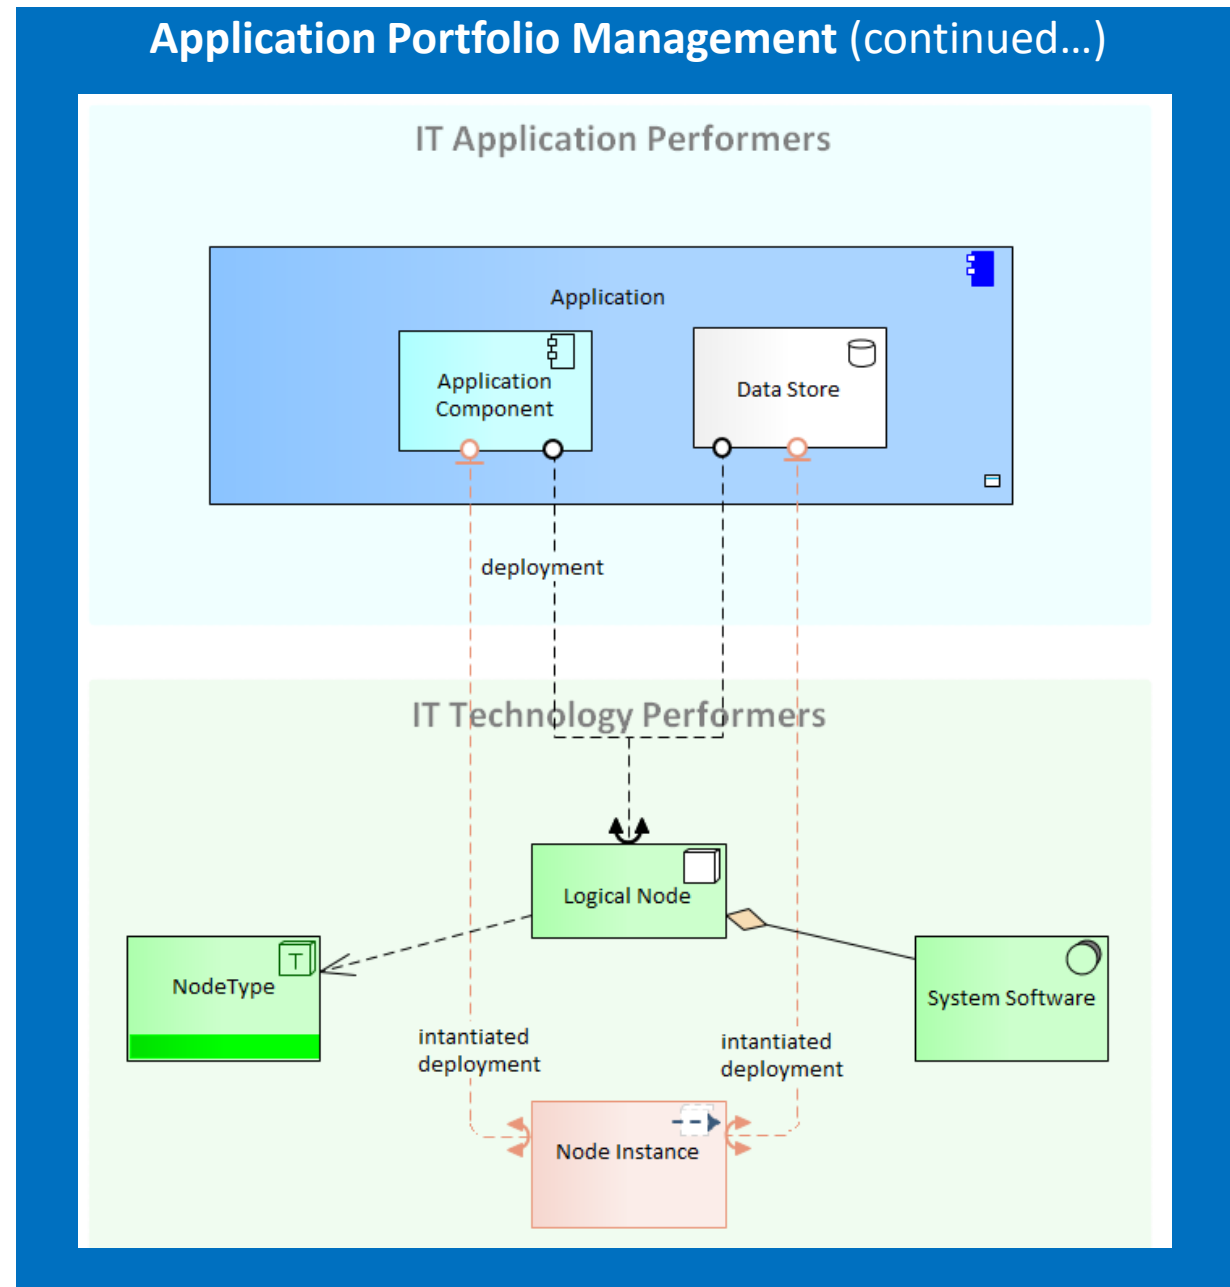 Application Portfolio Management (continued...)
IT Application Performers
Application
Application
Component
Data Store
deployment
IT Technology Performers
Logical Node
T
NodeType
System Software
intantiated
deployment
intantiated
deployment
Node Instance